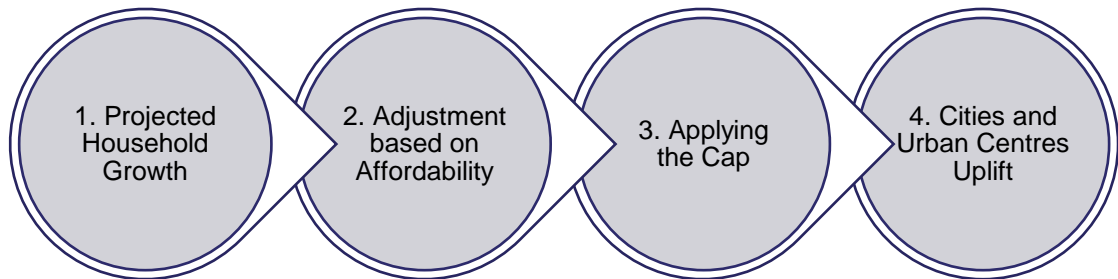 1. Projected
Household
Growth
2. Adjustment
based on
Affordability
3. Applying
the Cap
4. Cities and
Urban Centres
Uplift